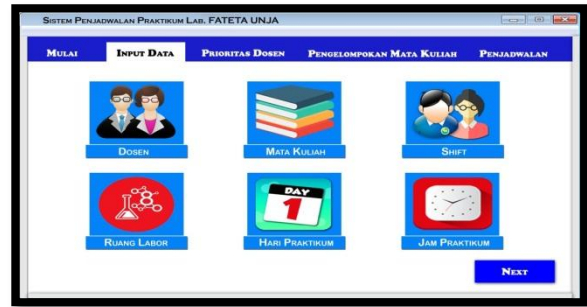 Sistem Penjadwalan Praktikum Lab. FATETA UNJA
Mulai Input Data Prioritas Dosen Pengelompokan Mata Kuliah Penjadwalan
Dosen Mata Kuliah Shift
DAY
1
Ruang Labor Hari Praktikum Jam Praktikum
Next